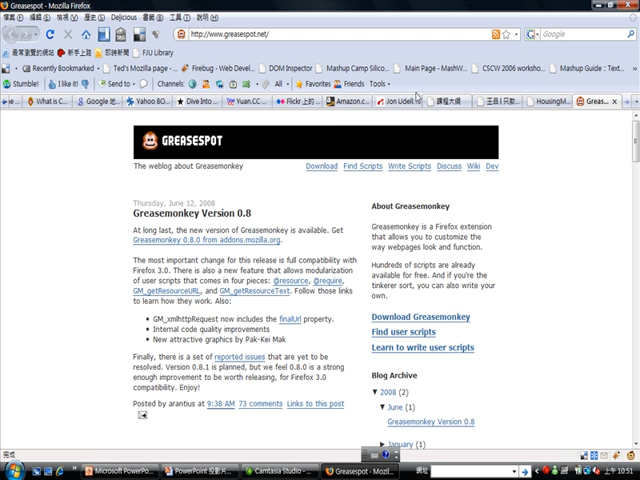 Greasespot - Mozilla Firefox
檔案(F) 編輯(E) 檢視(V) 歷史(S) Delicious 書籤(B) 工具(T) 說明(H)
http://www.greasespot.net/
Google
最常瀏覽的網站 新手上路 即時新聞 FJU Library
Recently Bookmarked Ted's Mooving pa... Firebug - Web Devel... DOM Inspector Mashup Camp Silico... Main Page - MashW... CSCW 2006 worksho... Mashup Guide :: Text...
Stumble! I like it! Send to All Favorites Friends Tools
What is C... Google 地... Yahoo BO... Dive Into ... Yuan.CC ... Flickr 上的 ... Amazon.c... Jon Udell: HousingM... Greas...
GREASESPOT
The weblog about Greasemonkey
Download Find Scripts Write Scripts Discuss Wiki Dev
Thursday, June 12, 2008
Greasemonkey Version 0.8
At long last, the new version of Greasemonkey is available. Get
Greasemonkey 0.8.0 from addons.mozilla.org.
The most important change for this release is full compatibility with
Firefox 3.0. There is also a new feature that allows modularization
of user scripts that comes in four pieces: @resource, @require,
GM_getResourceURL, and GM_getResourceText. Follow those links
to learn how they work. Also:
GM_xmlhttpRequest now includes the finalUrl property.
Internal code quality improvements
New attractive graphics by Pak-Kei Mak
Finally, there is a set of reported issues that are yet to be
resolved. Version 0.8.1 is planned, but we feel 0.8.0 is a strong
enough improvement to be worth releasing, for Firefox 3.0
compatibility. Enjoy!
Posted by arantius at 9:38 AM 73 comments Links to this post
About Greasemonkey
Greasemonkey is a Firefox extension
that allows you to customize the
way webpages look and function.
Hundreds of scripts are already
available for free. And if you're the
tinkerer sort, you can also write your
own.
Download Greasemonkey
Find user scripts
Learn to write user scripts
Blog Archive
▼ 2008 (2)
▼ June (1)
Greasemonkey Version 0.8
► January (1)
完成
Microsoft PowerPo... PowerPoint 投影片... Camtasia Studio - ... Greasespot - Mozil... 網址 上午 10:51